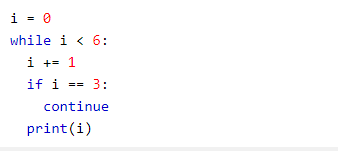 i = 0
while i < 6:
  i += 1
  if i == 3:
    continue
  print(i)